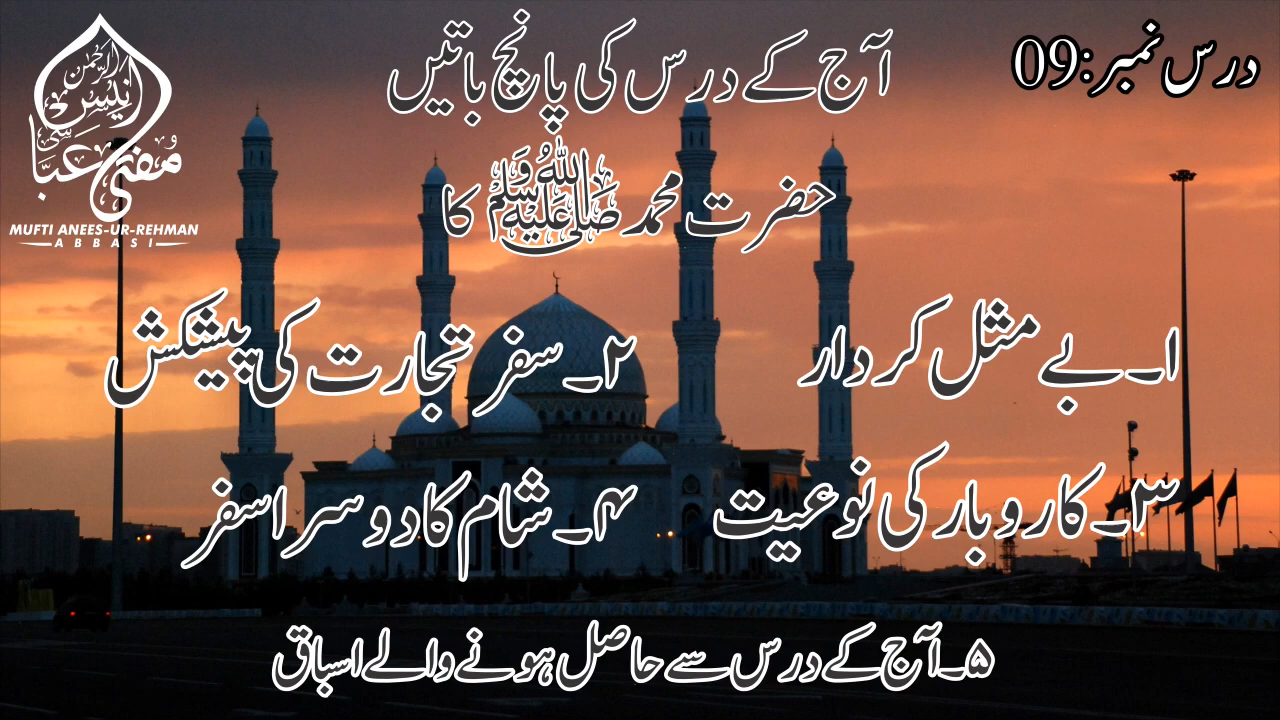 درس نمبر:09
آج کے درس کی پانچ باتیں
حضرت محمد ﷺ کا
۱۔ بے مثل کردار
۲۔ سفر تجارت کی پیشکش
۳۔ کاروبار کی نوعیت
۴۔ شام کا دوسرا سفر
۵۔ آج کے درس سے حاصل ہونے والے اسباق
مفتی انیس الرحمن عباسی
MUFTI ANEES-UR-REHMAN
ABBASI